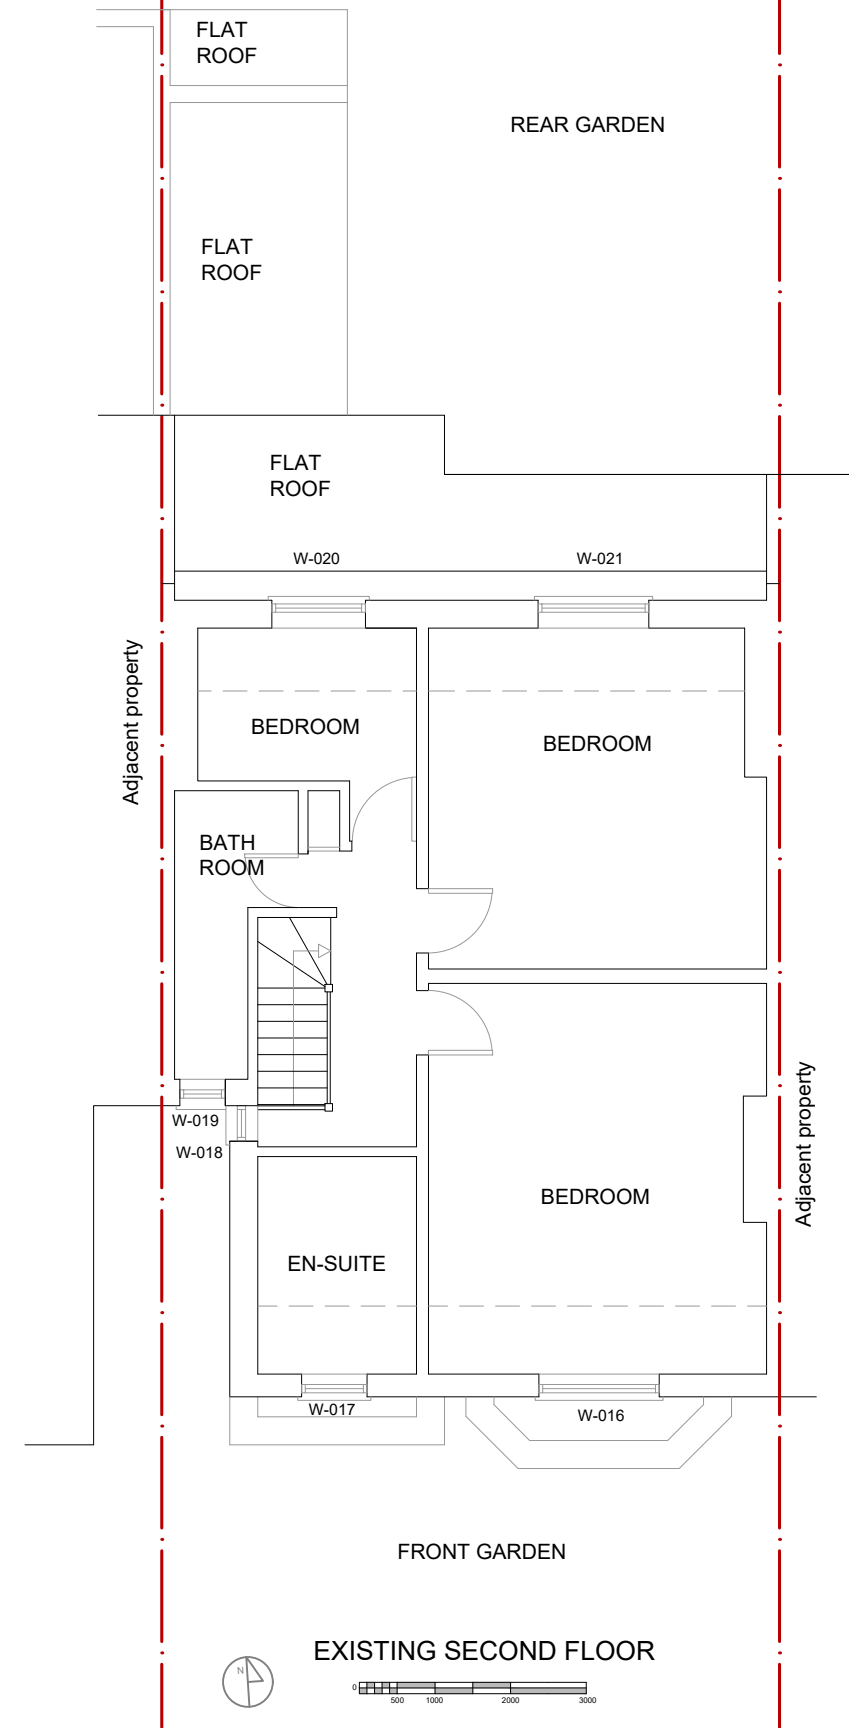 FLAT
ROOF
REAR GARDEN
FLAT
ROOF
FLAT
ROOF
W-020
W-021
Adjacent property
BEDROOM
BEDROOM
BATH
ROOM
W-019
W-018
Adjacent property
BEDROOM
EN-SUITE
W-017
W-016
FRONT GARDEN
EXISTING SECOND FLOOR
N
0
500 1000 2000 3000